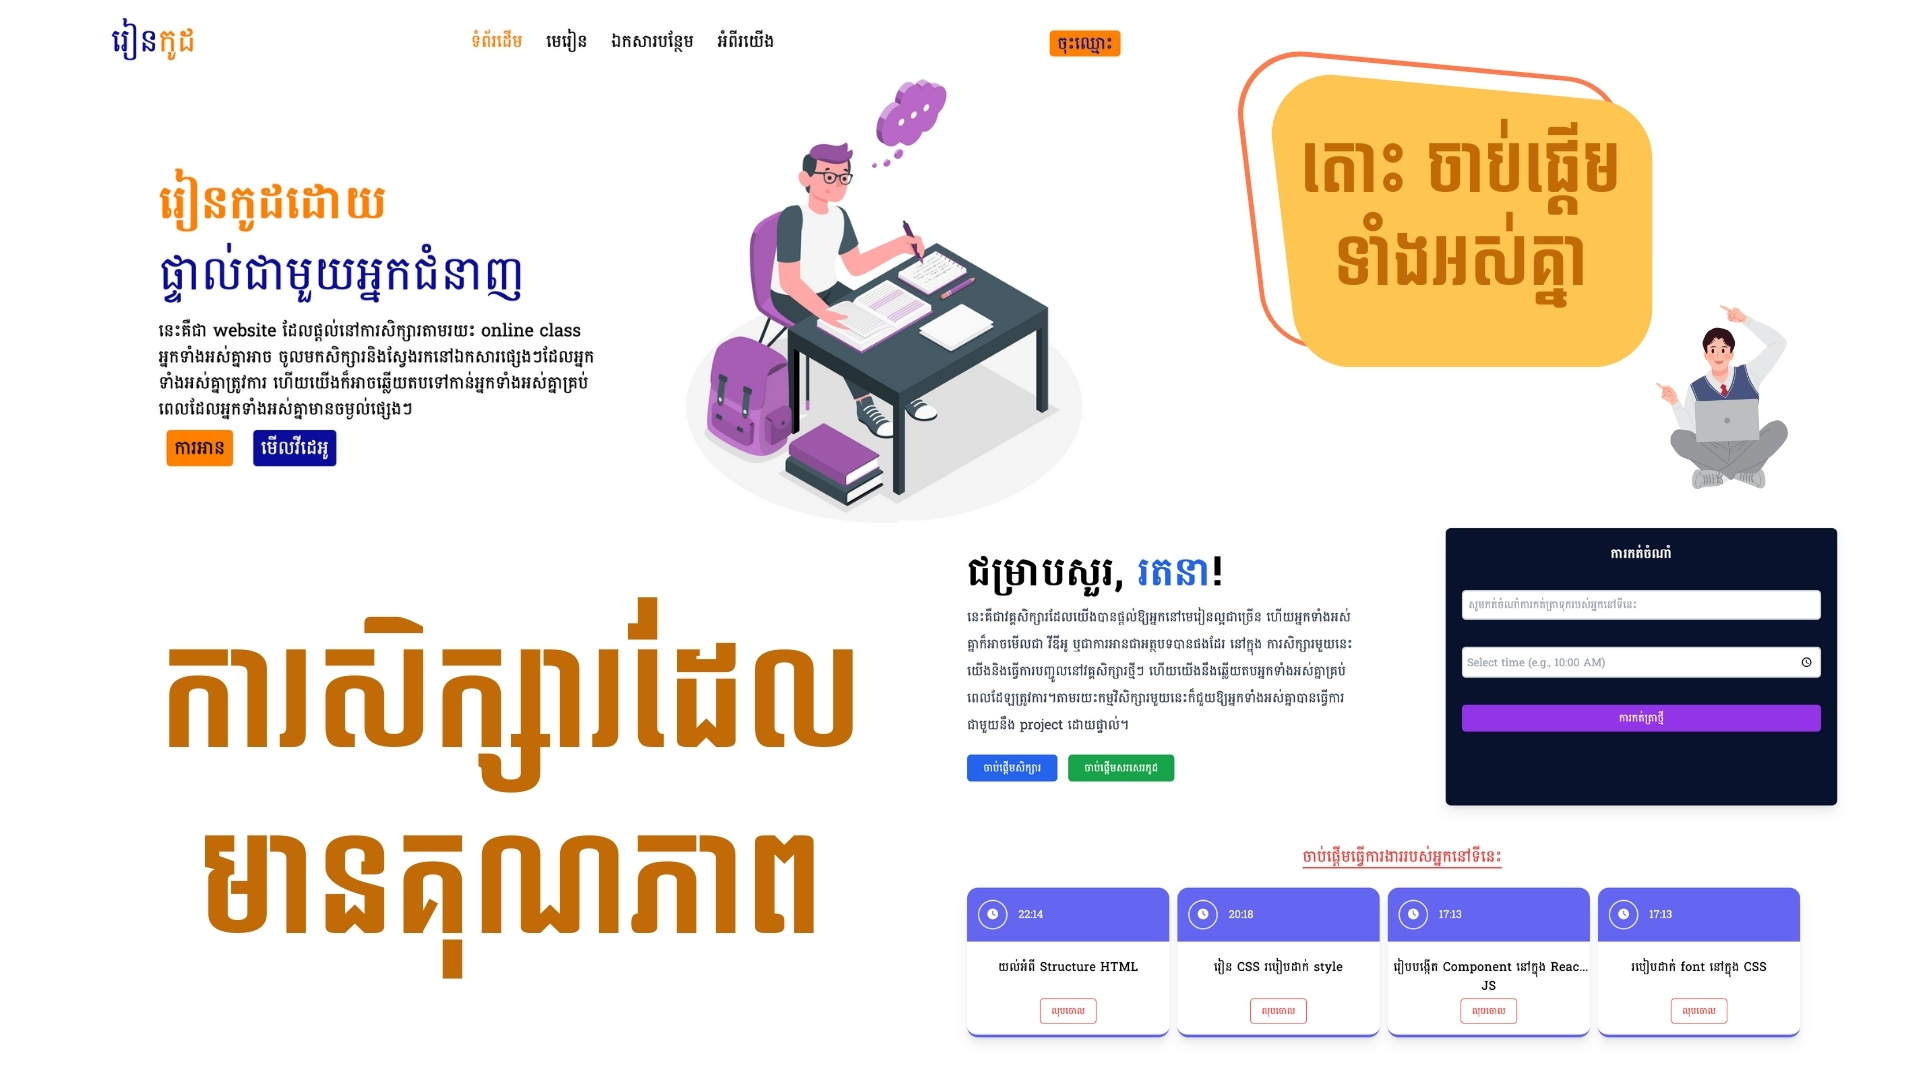 រៀនកូដ
ទំព័រដើម មេរៀន ឯកសារបន្ថែម អំពីរយើង
ចុះឈ្មោះ
រៀនកូដដោយ
ផ្ទាល់ជាមួយអ្នកជំនាញ
នេះគឺជា website ដែលផ្តល់នៅការសិក្សារតាមរយះ online class
អ្នកទាំងអស់គ្នាអាច ចូលមកសិក្សារនិងស្វែងរកនៅឯកសារផ្សេងៗដែលអ្នក
ទាំងអស់គ្នាត្រូវការ ហើយយើងក៏អាចឆ្លើយតបទៅកាន់អ្នកទាំងអស់គ្នាគ្រប់
ពេលដែលអ្នកទាំងអស់គ្នាមានចម្ងល់ផ្សេងៗ
ការអាន មើលវីដេអូ
តោះ ចាប់ផ្តើម
ទាំងអស់គ្នា
ការសិក្សារដែល
មានគុណភាព
ជម្រាបសួរ, រតនា!
នេះគឺជាវគ្គសិក្សារដែលយើងបានផ្តល់ឱ្យអ្នកនៅមេរៀនល្អជាច្រើន ហើយអ្នកទាំងអស់
គ្នាក៏អាចមើលជា វីឌីអូ ឬជាការអានជាអត្ថបទបានផងដែរ នៅក្នុង ការសិក្សារមួយនេះ
យើងនិងធ្វើការបញ្ចូលនៅវគ្គសិក្សារថ្មីៗ ហើយយើងនឹងឆ្លើយតបអ្នកទាំងអស់គ្នាគ្រប់
ពេលដែឡត្រូវការ។តាមរយះកម្មវិសិក្សារមួយនេះក៏ជួយឱ្យអ្នកទាំងអស់គ្នាបានធ្វើការ
ជាមួយនឹង project ដោយផ្ទាល់។
ចាប់ផ្តើមសិក្សារ ចាប់ផ្តើមសរសេរកូដ
ការកត់ចំណាំ
សូមកត់ចំណាំការកត់ត្រាទុករបស់អ្នកនៅទីនេះ
Select time (e.g., 10:00 AM)
ការកត់ត្រាថ្មី
ចាប់ផ្តើមធ្វើការងាររបស់អ្នកនៅទីនេះ
22:14 20:18 17:13 17:13
យល់អំពី Structure HTML
រៀន CSS របៀបដាក់ style
រៀបបង្កើត Component នៅក្នុង Reac...
JS
របៀបដាក់ font នៅក្នុង CSS
លុបចោល លុបចោល លុបចោល លុបចោល